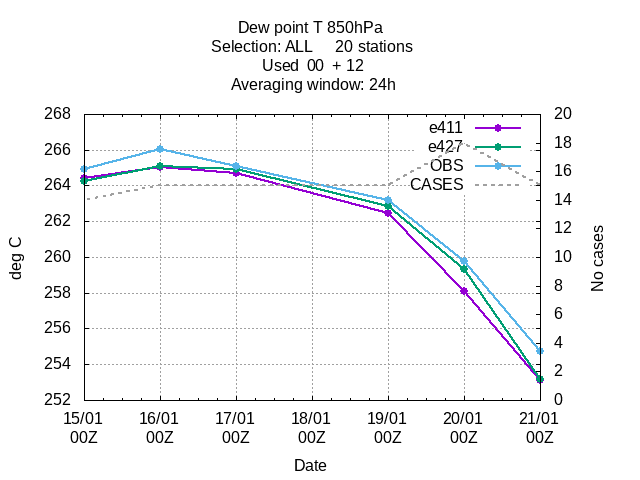 Dew point T 850hPa
Selection: ALL     20 stations
Used  00  + 12
Averaging window: 24h
268
266
264
262
260
258
256
254
252
deg C
e411
e427
OBS
CASES
20
18
16
14
12
10
8
6
4
2
0
No cases
15/01 16/01 17/01 18/01 19/01 20/01 21/01
00Z 00Z 00Z 00Z 00Z 00Z 00Z
Date